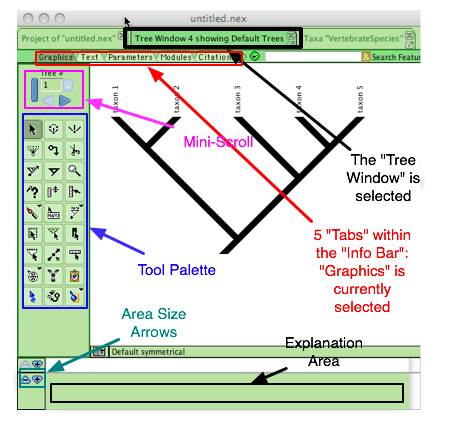 untitled.nex
Project of "untitled.nex"
Tree Window 4 showing Default Trees
Taxa "VertebrateSpecies"
Graphics Text Parameters Modules Citation
Search Featur
Tree #
1
taxon 1
taxon 2
taxon 3
taxon 4
taxon 5
Mini-Scroll
The "Tree
Window" is
selected
5 "Tabs" within
the "Info Bar":
"Graphics" is
currently
selected
Tool Palette
Area Size
Arrows
Default symmetrical
Explanation
Area